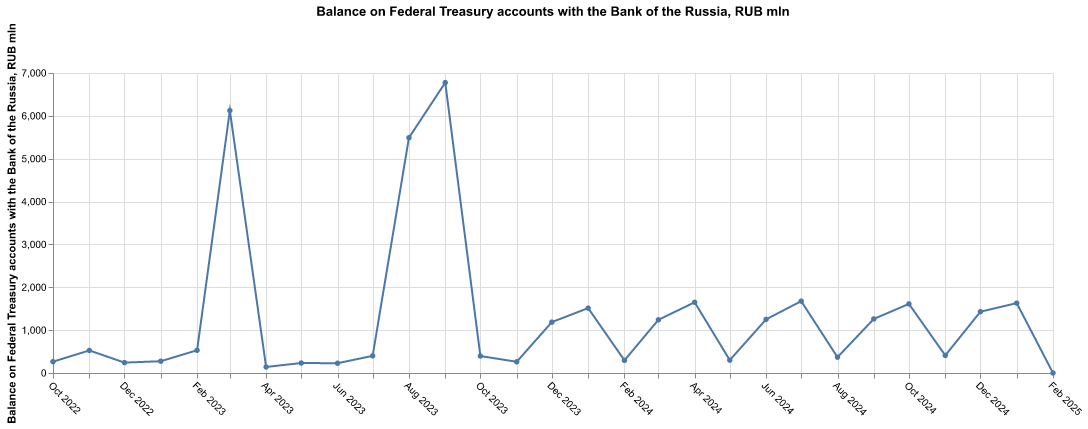 Balance on Federal Treasury accounts with the Bank of the Russia, RUB mln
Balance on Federal Treasury accounts with the Bank of the Russia, RUB mln
7,000
6,000
5,000
4,000
3,000
2,000
1,000
0
Oct 2022
Dec 2022
Feb 2023
Apr 2023
Jun 2023
Aug 2023
Oct 2023
Dec 2023
Feb 2024
Apr 2024
Jun 2024
Aug 2024
Oct 2024
Dec 2024
Feb 2025